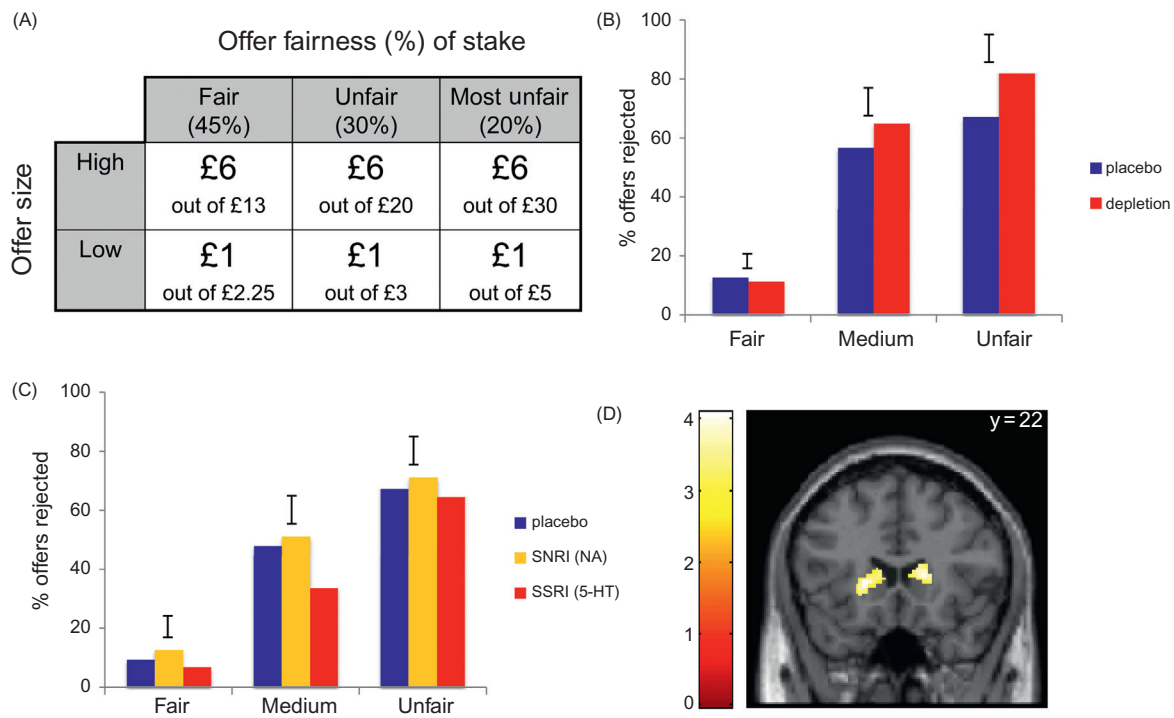 (A)
Offer fairness (%) of stake
Fair Unfair Most unfair
(45%) (30%) (20%)
Offer size
High £6 £6 £6
out of £13 out of £20 out of £30
Low £1 £1 £1
out of £2.25 out of £3 out of £5
(B)
% offers rejected
100
80
60
40
20
0
Fair Medium Unfair
placebo
depletion
(C)
% offers rejected
100
80
60
40
20
0
Fair Medium Unfair
placebo
SNRI (NA)
SSRI (5-HT)
(D)
4
3
2
1
0
y = 22